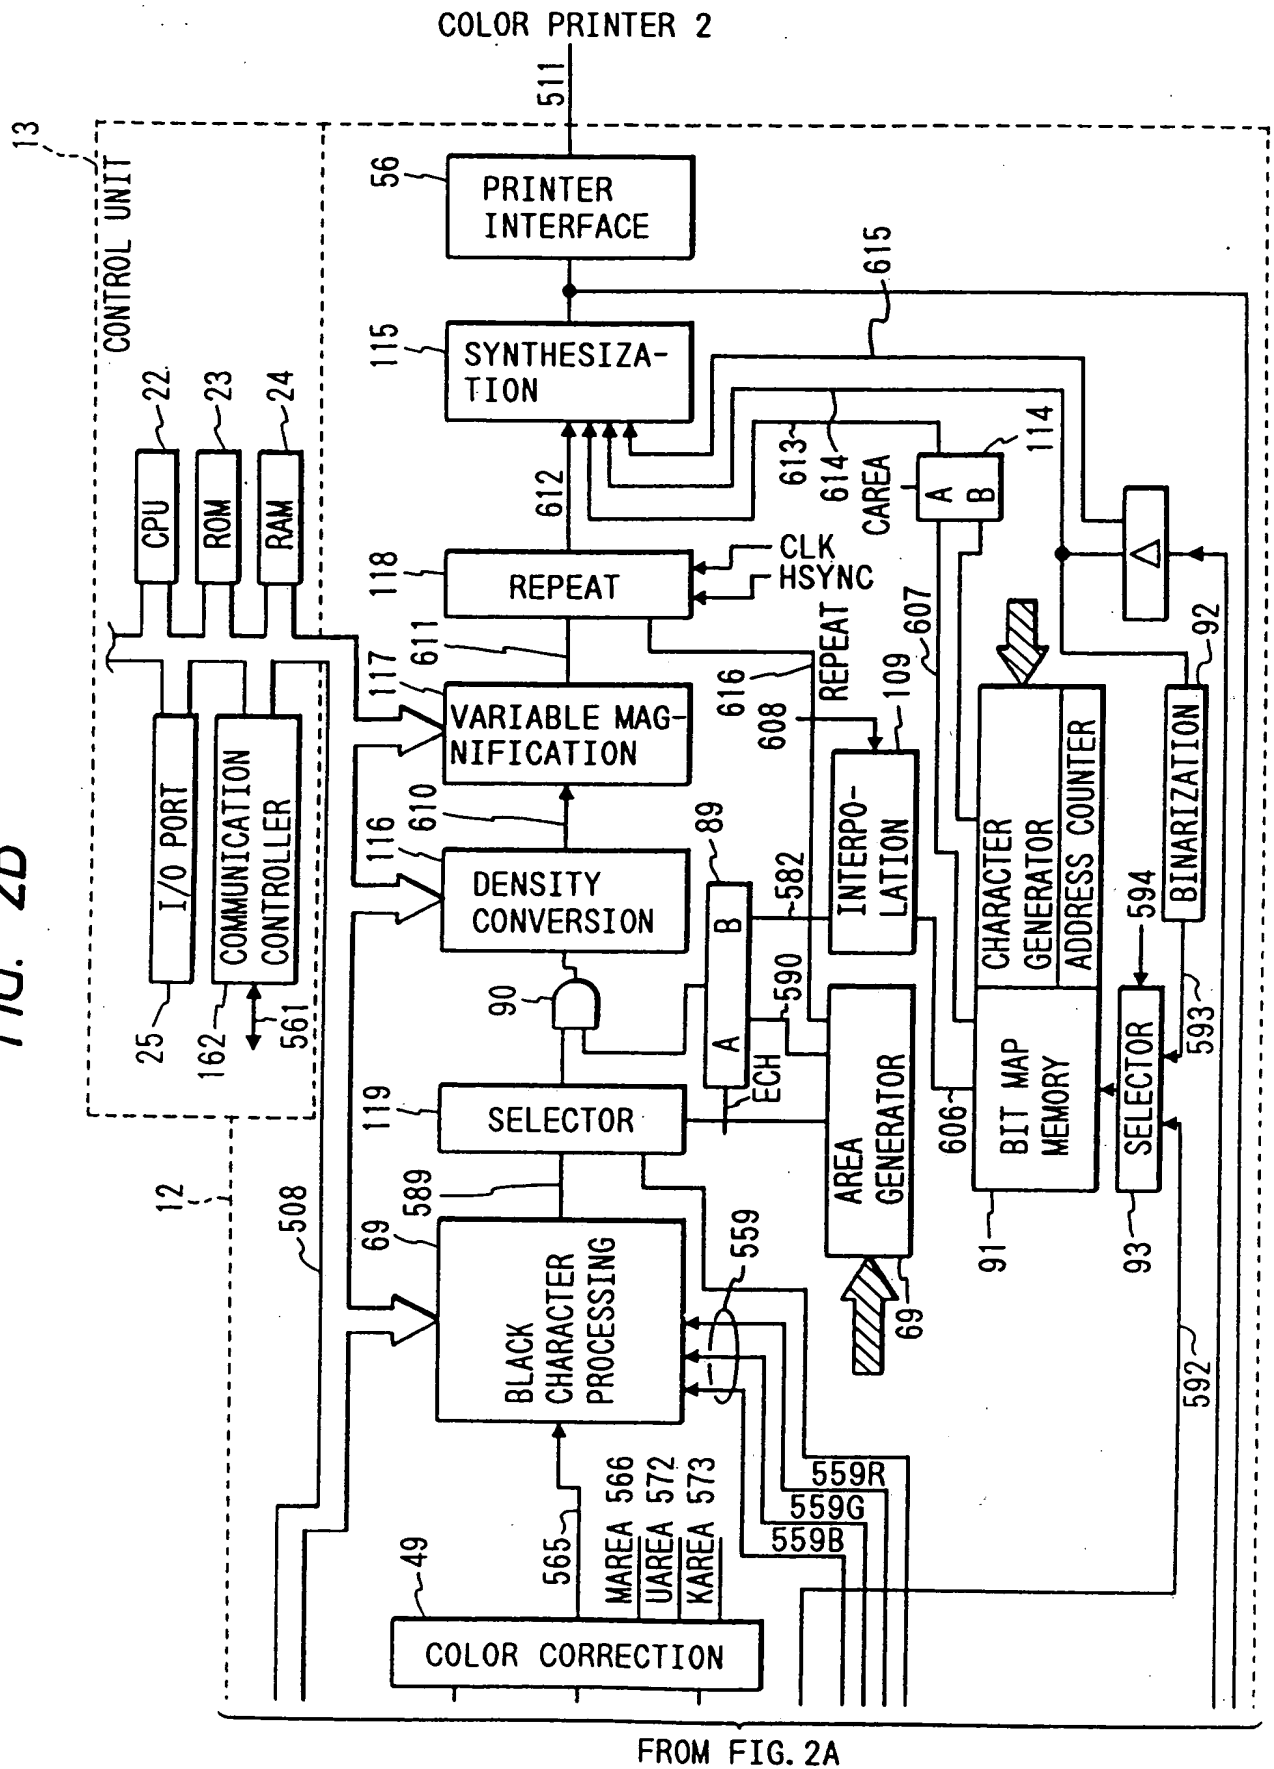 FIG. 2B
COLOR PRINTER 2
511
13
CONTROL UNIT
CPU
22
ROM
23
RAM
24
I/O PORT
25
COMMUNICATION
CONTROLLER
162
561
12
508
56
PRINTER
INTERFACE
115
SYNTHESIZA-
TION
615
614
613
612
118
REPEAT
CLK
HSYNC
611
117
VARIABLE MAG-
NIFICATION
610
116
DENSITY
CONVERSION
90
119
SELECTOR
589
69
BLACK
CHARACTER
PROCESSING
559
565
49
COLOR CORRECTION
MAREA 566
UAREA 572
KAREA 573
559R
559G
559B
89
A
B
ECH
590
582
616
REPEAT
608
109
INTERPO-
LATION
AREA
GENERATOR
69
CAREA
A
B
114
607
606
BIT MAP
MEMORY
91
CHARACTER
GENERATOR
ADDRESS COUNTER
SELECTOR
93
594
593
592
BINARIZATION
92
FROM FIG. 2A